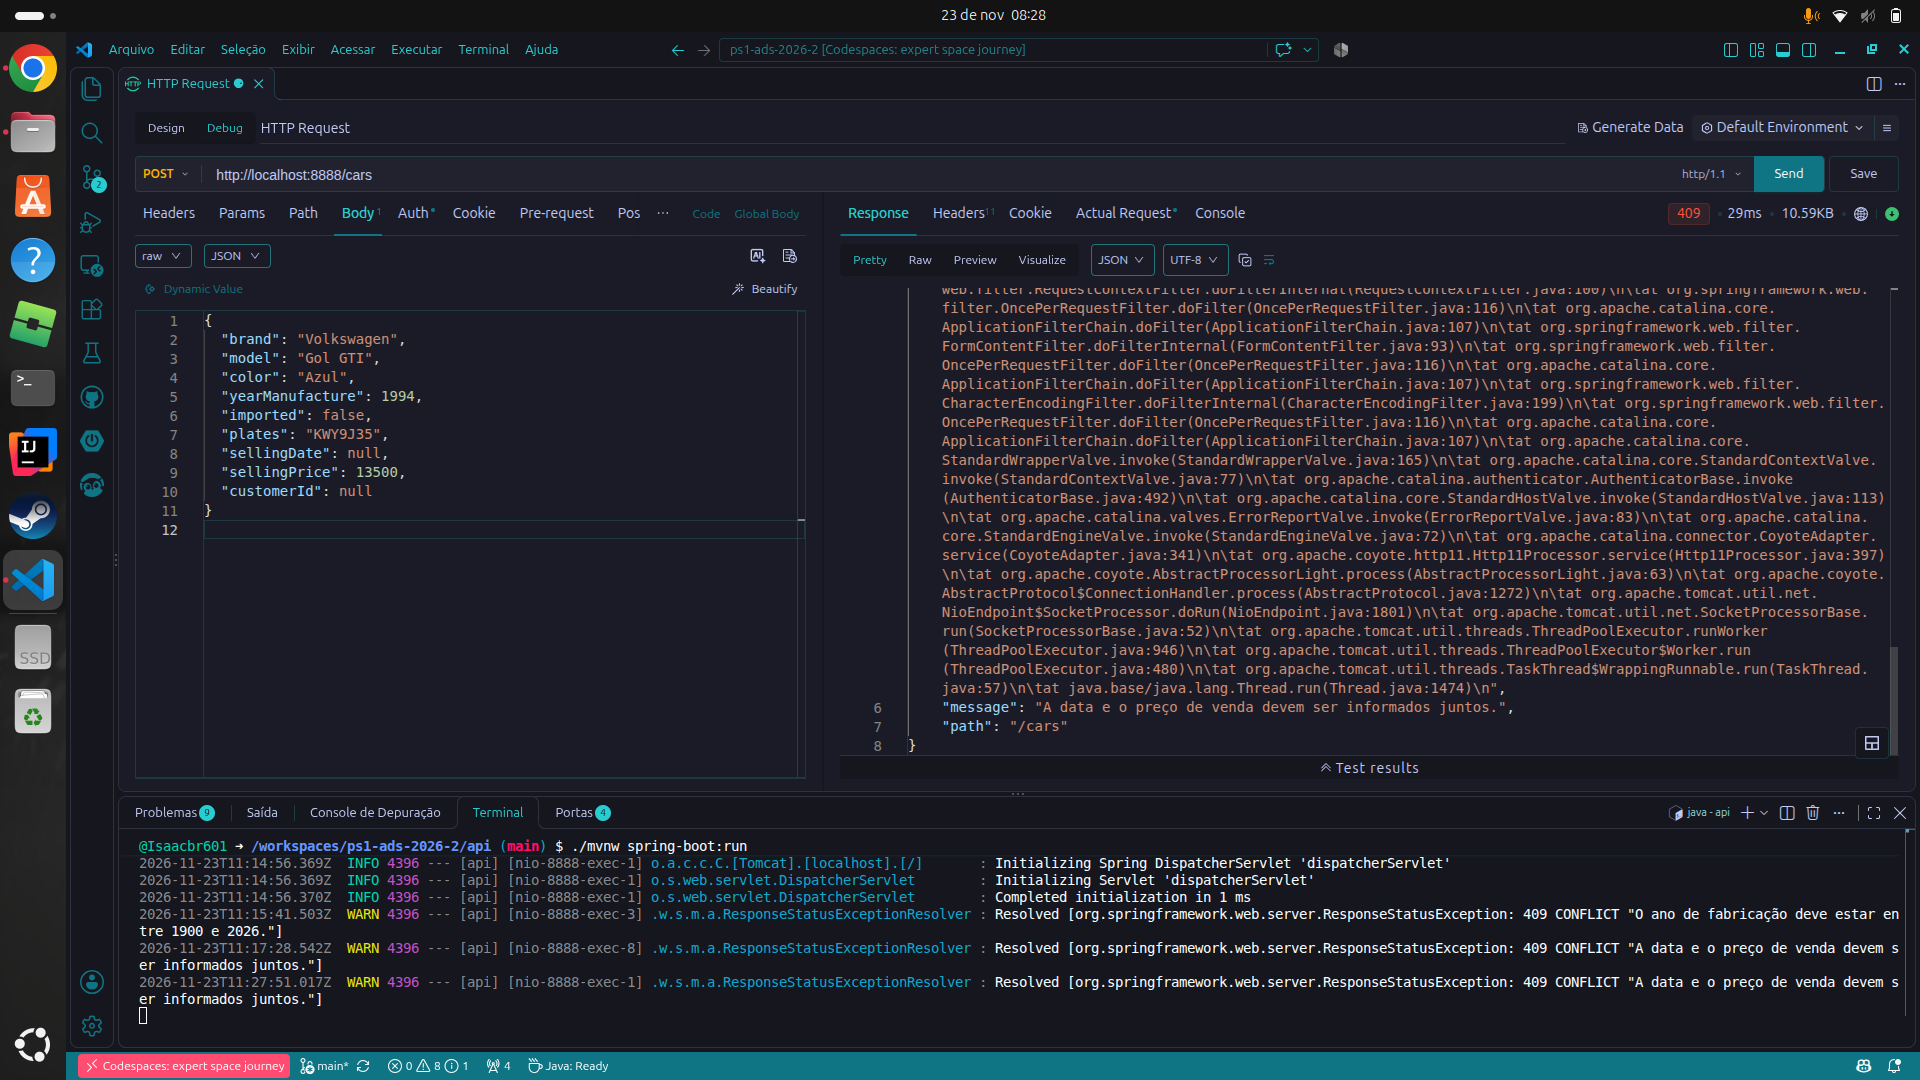 23 de nov  08:28
Arquivo Editar Seleção Exibir Acessar Executar Terminal Ajuda
ps1-ads-2026-2 [Codespaces: expert space journey]
HTTP Request
Design Debug HTTP Request
Generate Data Default Environment
POST http://localhost:8888/cars http/1.1 Send Save
Headers Params Path Body 1 Auth Cookie Pre-request Pos ··· Code Global Body
Response Headers 11 Cookie Actual Request Console 409 29ms 10.59KB
raw JSON
Pretty Raw Preview Visualize JSON UTF-8
Dynamic Value Beautify
1 {
2 "brand": "Volkswagen",
3 "model": "Gol GTI",
4 "color": "Azul",
5 "yearManufacture": 1994,
6 "imported": false,
7 "plates": "KWY9J35",
8 "sellingDate": null,
9 "sellingPrice": 13500,
10 "customerId": null
11 }
12
web.filter.RequestContextFilter.doFilterInternal(RequestContextFilter.java:100)\n\tat org.springframework.web.
filter.OncePerRequestFilter.doFilter(OncePerRequestFilter.java:116)\n\tat org.apache.catalina.core.
ApplicationFilterChain.doFilter(ApplicationFilterChain.java:107)\n\tat org.springframework.web.filter.
FormContentFilter.doFilterInternal(FormContentFilter.java:93)\n\tat org.springframework.web.filter.
OncePerRequestFilter.doFilter(OncePerRequestFilter.java:116)\n\tat org.apache.catalina.core.
ApplicationFilterChain.doFilter(ApplicationFilterChain.java:107)\n\tat org.springframework.web.filter.
CharacterEncodingFilter.doFilterInternal(CharacterEncodingFilter.java:199)\n\tat org.springframework.web.filter.
OncePerRequestFilter.doFilter(OncePerRequestFilter.java:116)\n\tat org.apache.catalina.core.
ApplicationFilterChain.doFilter(ApplicationFilterChain.java:107)\n\tat org.apache.catalina.core.
StandardWrapperValve.invoke(StandardWrapperValve.java:165)\n\tat org.apache.catalina.core.StandardContextValve.
invoke(StandardContextValve.java:77)\n\tat org.apache.catalina.authenticator.AuthenticatorBase.invoke
(AuthenticatorBase.java:492)\n\tat org.apache.catalina.core.StandardHostValve.invoke(StandardHostValve.java:113)
\n\tat org.apache.catalina.valves.ErrorReportValve.invoke(ErrorReportValve.java:83)\n\tat org.apache.catalina.
core.StandardEngineValve.invoke(StandardEngineValve.java:72)\n\tat org.apache.catalina.connector.CoyoteAdapter.
service(CoyoteAdapter.java:341)\n\tat org.apache.coyote.http11.Http11Processor.service(Http11Processor.java:397)
\n\tat org.apache.coyote.AbstractProcessorLight.process(AbstractProcessorLight.java:63)\n\tat org.apache.coyote.
AbstractProtocol$ConnectionHandler.process(AbstractProtocol.java:1272)\n\tat org.apache.tomcat.util.net.
NioEndpoint$SocketProcessor.doRun(NioEndpoint.java:1801)\n\tat org.apache.tomcat.util.net.SocketProcessorBase.
run(SocketProcessorBase.java:52)\n\tat org.apache.tomcat.util.threads.ThreadPoolExecutor.runWorker
(ThreadPoolExecutor.java:946)\n\tat org.apache.tomcat.util.threads.ThreadPoolExecutor$Worker.run
(ThreadPoolExecutor.java:480)\n\tat org.apache.tomcat.util.threads.TaskThread$WrappingRunnable.run(TaskThread.
java:57)\n\tat java.base/java.lang.Thread.run(Thread.java:1474)\n",
6 "message": "A data e o preço de venda devem ser informados juntos.",
7 "path": "/cars"
8 }
Test results
Problemas 9 Saída Console de Depuração Terminal Portas 4 java - api
@Isaacbr601 ➜ /workspaces/ps1-ads-2026-2/api (main) $ ./mvnw spring-boot:run
2026-11-23T11:14:56.369Z  INFO 4396 --- [api] [nio-8888-exec-1] o.a.c.c.C.[Tomcat].[localhost].[/]       : Initializing Spring DispatcherServlet 'dispatcherServlet'
2026-11-23T11:14:56.369Z  INFO 4396 --- [api] [nio-8888-exec-1] o.s.web.servlet.DispatcherServlet        : Initializing Servlet 'dispatcherServlet'
2026-11-23T11:14:56.370Z  INFO 4396 --- [api] [nio-8888-exec-1] o.s.web.servlet.DispatcherServlet        : Completed initialization in 1 ms
2026-11-23T11:15:41.503Z  WARN 4396 --- [api] [nio-8888-exec-3] .w.s.m.a.ResponseStatusExceptionResolver : Resolved [org.springframework.web.server.ResponseStatusException: 409 CONFLICT "O ano de fabricação deve estar en
tre 1900 e 2026."]
2026-11-23T11:17:28.542Z  WARN 4396 --- [api] [nio-8888-exec-8] .w.s.m.a.ResponseStatusExceptionResolver : Resolved [org.springframework.web.server.ResponseStatusException: 409 CONFLICT "A data e o preço de venda devem s
er informados juntos."]
2026-11-23T11:27:51.017Z  WARN 4396 --- [api] [nio-8888-exec-1] .w.s.m.a.ResponseStatusExceptionResolver : Resolved [org.springframework.web.server.ResponseStatusException: 409 CONFLICT "A data e o preço de venda devem s
er informados juntos."]
Codespaces: expert space journey main* 0 8 1 4 Java: Ready
SSD